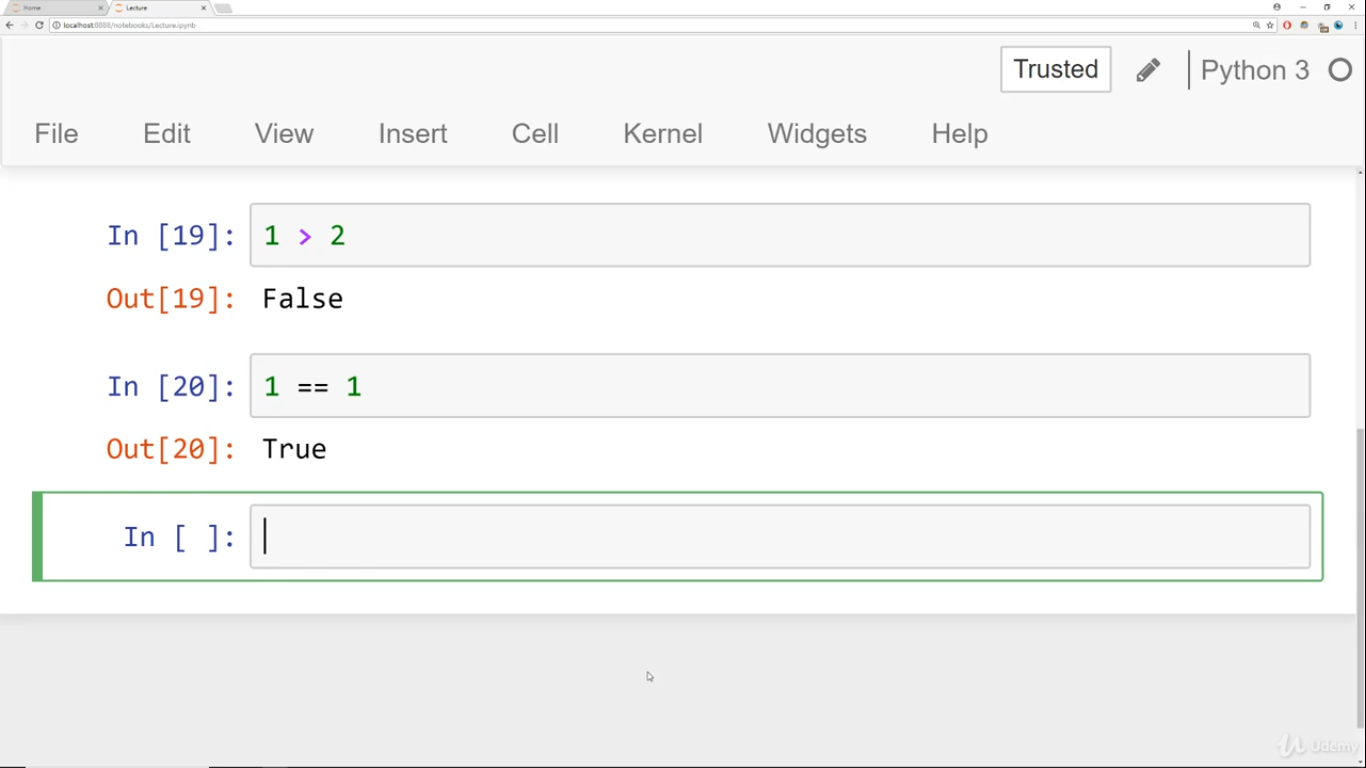 Home
Lecture
localhost:8888/notebooks/Lecture.ipynb
Trusted
Python 3
File Edit View Insert Cell Kernel Widgets Help
In [19]: 1 > 2
Out[19]: False
In [20]: 1 == 1
Out[20]: True
In [ ]:
Udemy